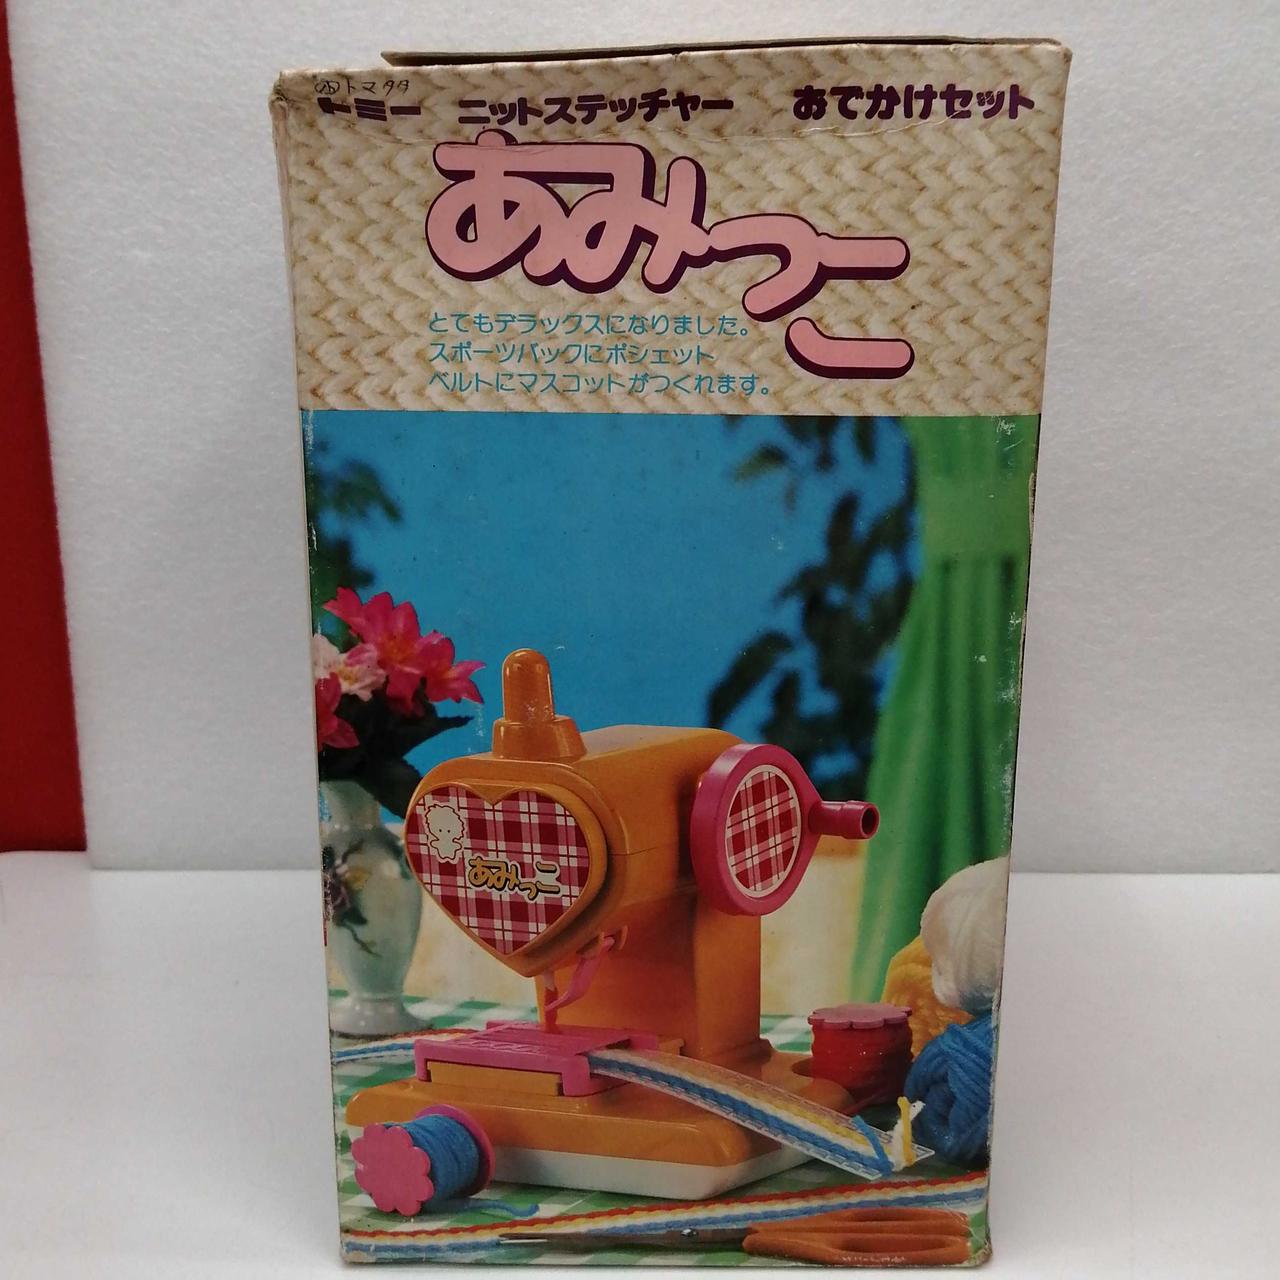 トマタタ
トミー ニットステッチャー おでかけセット
あみっこ
とてもデラックスになりました。
スポーツバックにポシェット
ベルトにマスコットがつくれます。
あみっこ